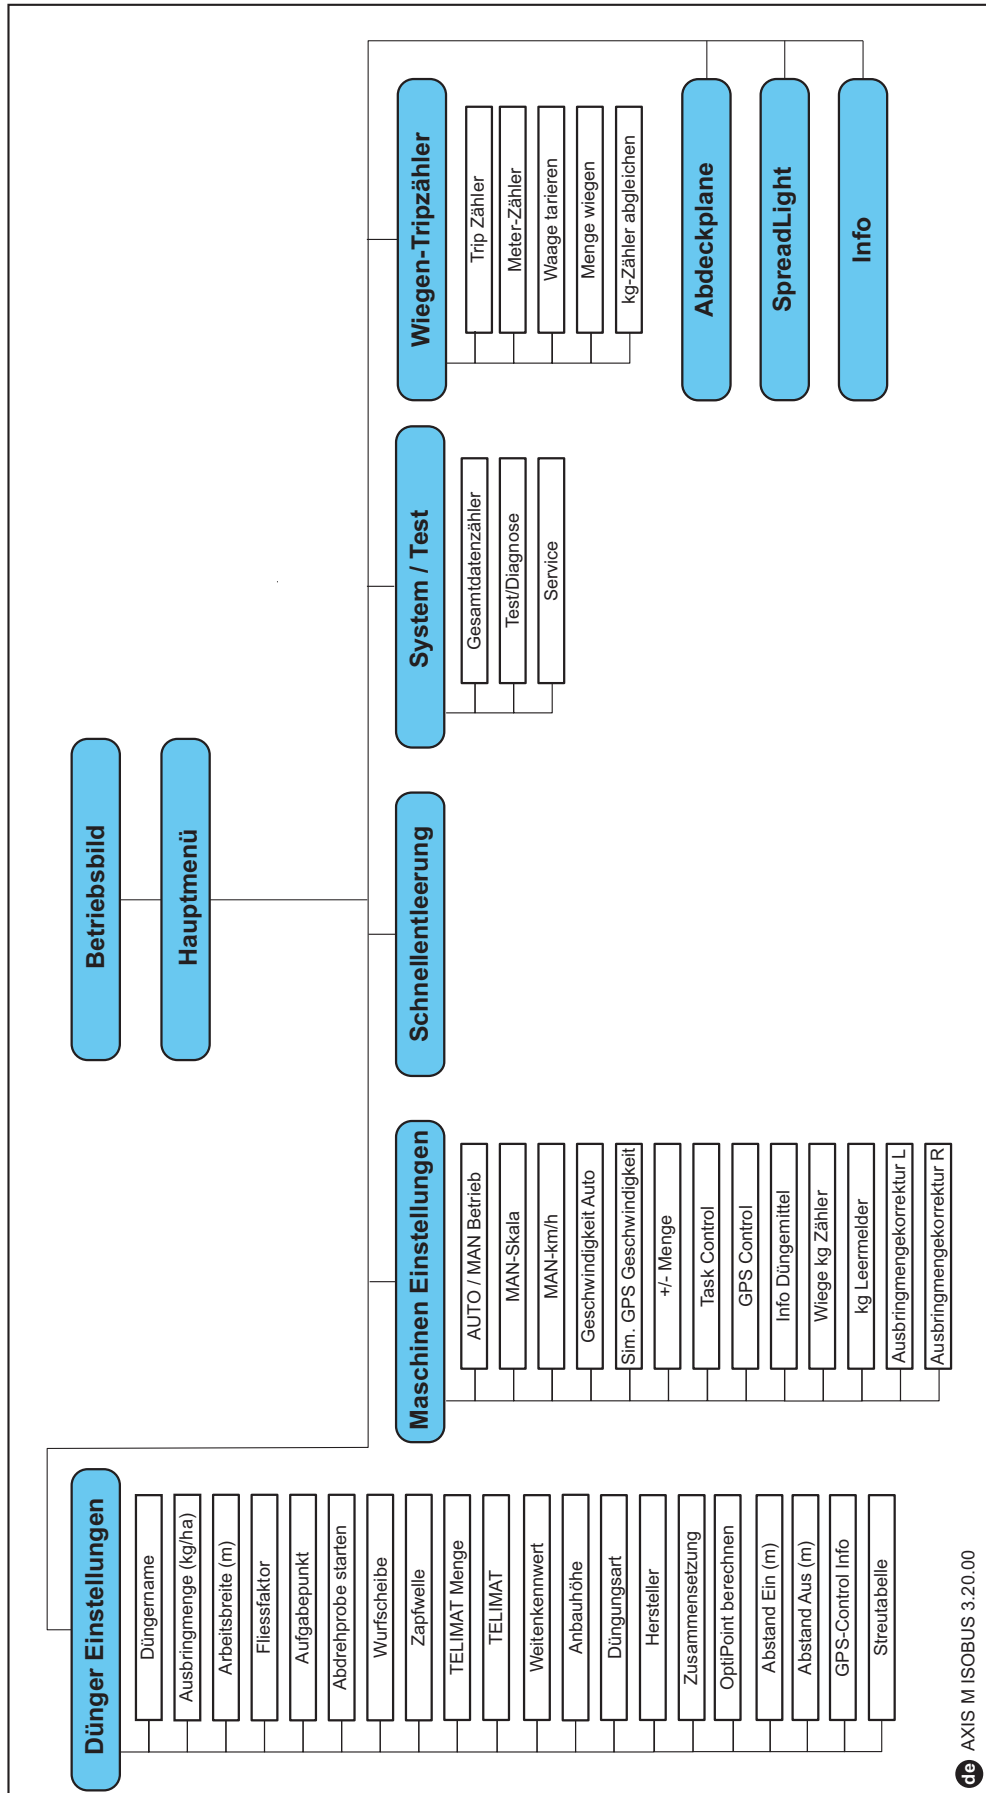 Betriebsbild
Hauptmenü
Dünger Einstellungen
Düngername
Ausbringmenge (kg/ha)
Arbeitsbreite (m)
Fliessfaktor
Aufgabepunkt
Abdrehprobe starten
Wurfscheibe
Zapfwelle
TELIMAT Menge
TELIMAT
Weitenkennwert
Anbauhöhe
Düngungsart
Hersteller
Zusammensetzung
OptiPoint berechnen
Abstand Ein (m)
Abstand Aus (m)
GPS-Control Info
Streutabelle
Maschinen Einstellungen
AUTO / MAN Betrieb
MAN-Skala
MAN-km/h
Geschwindigkeit Auto
Sim. GPS Geschwindigkeit
+/- Menge
Task Control
GPS Control
Info Düngemittel
Wiege kg Zähler
kg Leermelder
Ausbringmengekorrektur L
Ausbringmengekorrektur R
Schnellentleerung
System / Test
Gesamtdatenzähler
Test/Diagnose
Service
Wiegen-Tripzähler
Trip Zähler
Meter-Zähler
Waage tarieren
Menge wiegen
kg-Zähler abgleichen
Abdeckplane
SpreadLight
Info
de AXIS M ISOBUS 3.20.00